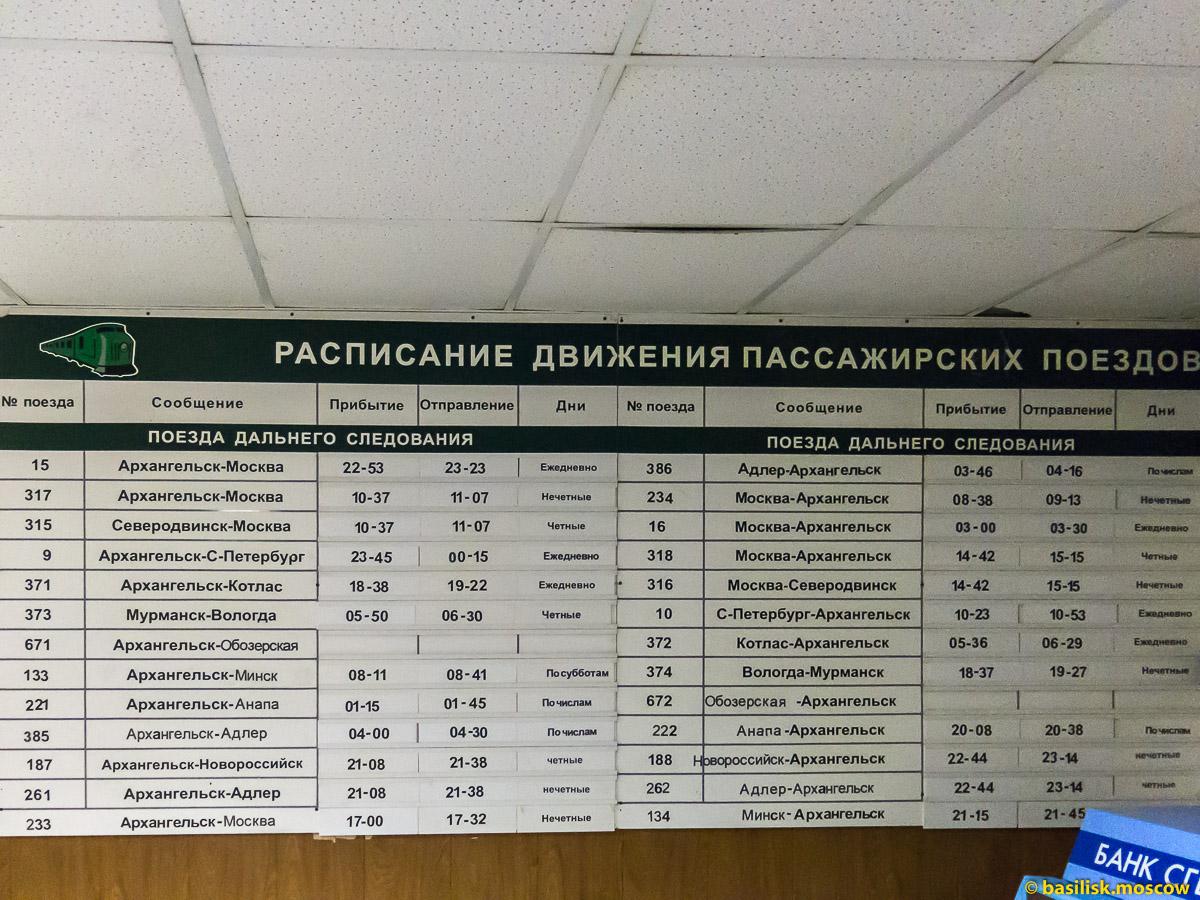 РАСПИСАНИЕ ДВИЖЕНИЯ ПАССАЖИРСКИХ ПОЕЗДОВ
№ поезда Сообщение Прибытие Отправление Дни № поезда Сообщение Прибытие Отправление Дни
ПОЕЗДА ДАЛЬНЕГО СЛЕДОВАНИЯ ПОЕЗДА ДАЛЬНЕГО СЛЕДОВАНИЯ
15 Архангельск-Москва 22-53 23-23 Ежедневно 386 Адлер-Архангельск 03-46 04-16 По числам
317 Архангельск-Москва 10-37 11-07 Нечетные 234 Москва-Архангельск 08-38 09-13 Нечетные
315 Северодвинск-Москва 10-37 11-07 Четные 16 Москва-Архангельск 03-00 03-30 Ежедневно
9 Архангельск-С-Петербург 23-45 00-15 Ежедневно 318 Москва-Архангельск 14-42 15-15 Четные
371 Архангельск-Котлас 18-38 19-22 Ежедневно 316 Москва-Северодвинск 14-42 15-15 Нечетные
373 Мурманск-Вологда 05-50 06-30 Четные 10 С-Петербург-Архангельск 10-23 10-53 Ежедневно
671 Архангельск-Обозерская 372 Котлас-Архангельск 05-36 06-29 Ежедневно
133 Архангельск-Минск 08-11 08-41 По субботам 374 Вологда-Мурманск 18-37 19-27 Нечетные
221 Архангельск-Анапа 01-15 01-45 По числам 672 Обозерская -Архангельск
385 Архангельск-Адлер 04-00 04-30 По числам 222 Анапа -Архангельск 20-08 20-38 По числам
187 Архангельск-Новороссийск 21-08 21-38 четные 188 Новороссийск-Архангельск 22-44 23-14 нечетные
261 Архангельск-Адлер 21-08 21-38 нечетные 262 Адлер-Архангельск 22-44 23-14 четные
233 Архангельск-Москва 17-00 17-32 Нечетные 134 Минск-Архангельск 21-15 21-45
БАНК
© basilisk.moscow